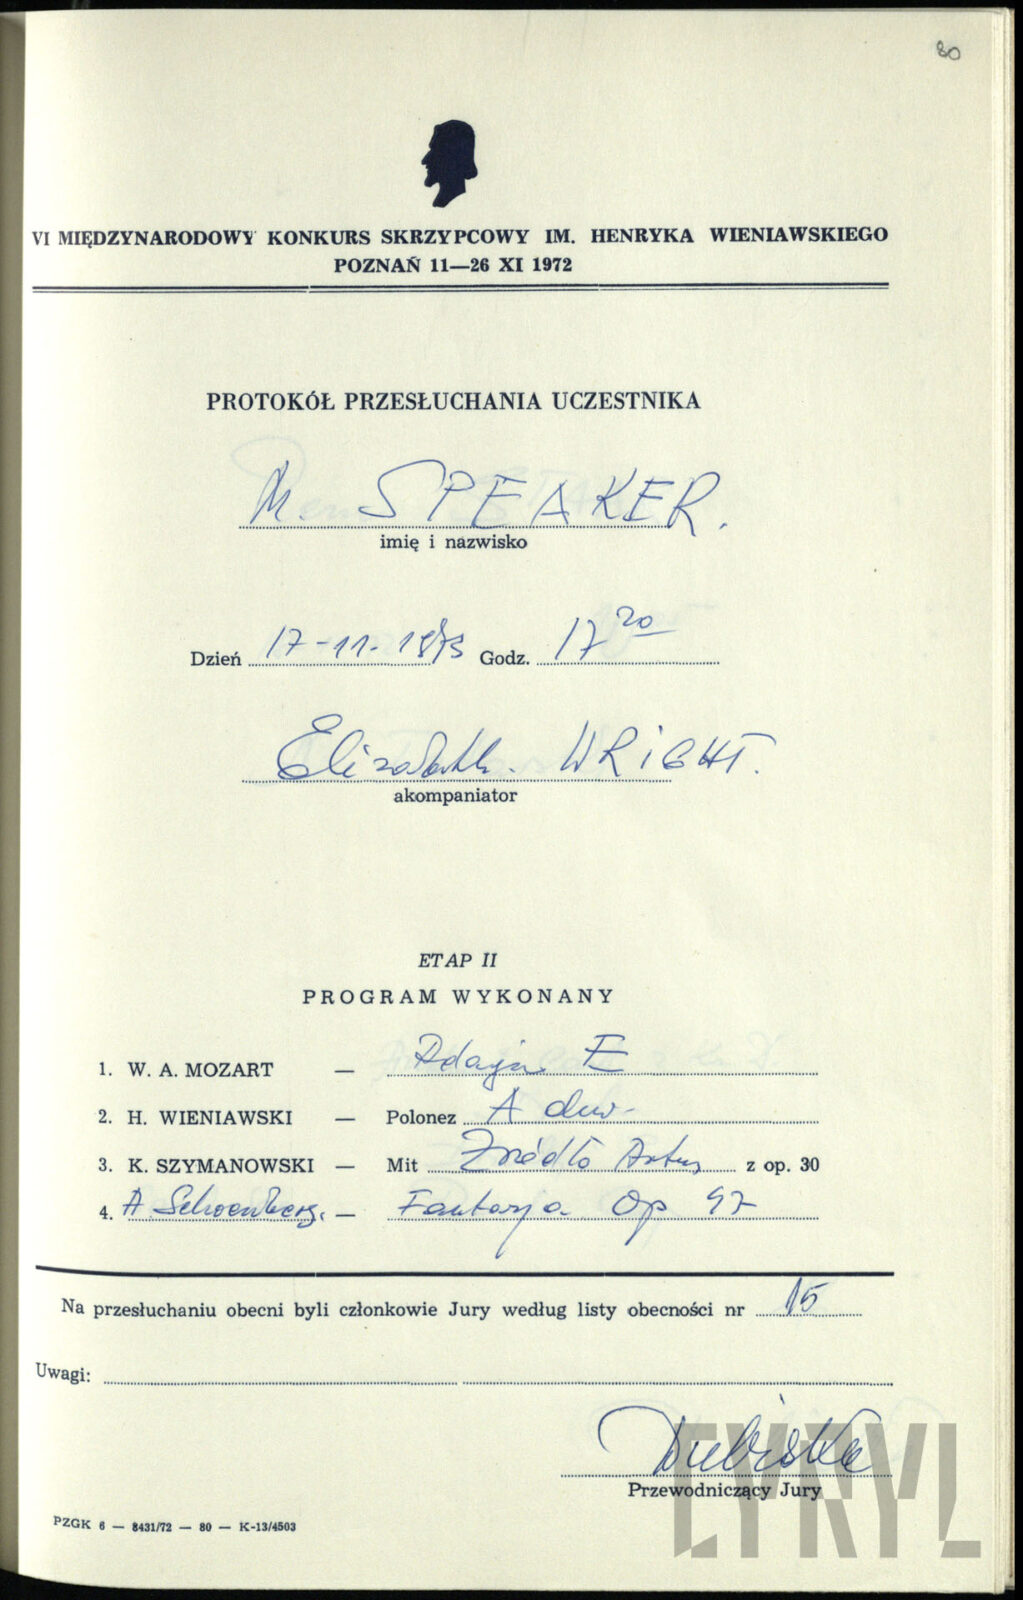 80
VI MIĘDZYNARODOWY KONKURS SKRZYPCOWY IM. HENRYKA WIENIAWSKIEGO
POZNAŃ 11—26 XI 1972
PROTOKÓŁ PRZESŁUCHANIA UCZESTNIKA
M. SPEAKER.
imię i nazwisko
Dzień 17-11- Godz. 17 20
Elizabeth. WRIGHT.
akompaniator
ETAP II
PROGRAM WYKONANY
1. W. A. MOZART — Adagio E
2. H. WIENIAWSKI — Polonez A dur
3. K. SZYMANOWSKI — Mit Źródło z op. 30
4. A Schoenberg. — Fantazja Op 47
Na przesłuchaniu obecni byli członkowie Jury według listy obecności nr 15
Uwagi:
Dubiska
Przewodniczący Jury
PZGK 6 — 8431/72 — 80 — K-13/4503
CYRYL